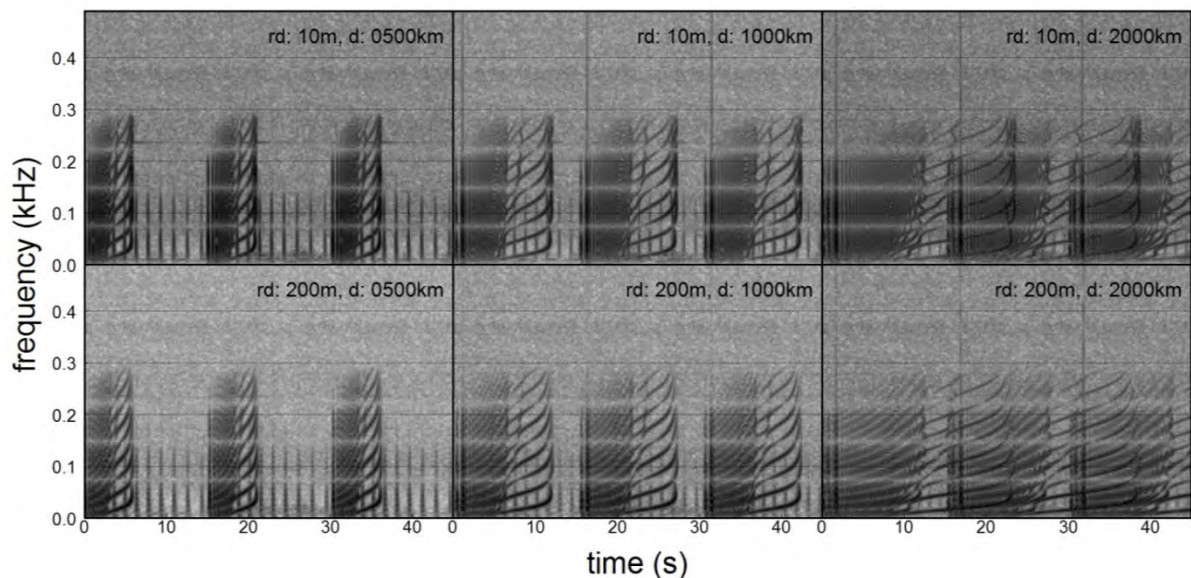 rd: 10m, d: 0500km
rd: 10m, d: 1000km
rd: 10m, d: 2000km
0.4
0.3
0.2
0.1
0.0
rd: 200m, d: 0500km
rd: 200m, d: 1000km
rd: 200m, d: 2000km
0.4
0.3
0.2
0.1
0.0
frequency (kHz)
0 10 20 30 40 0 10 20 30 40 0 10 20 30 40
time (s)